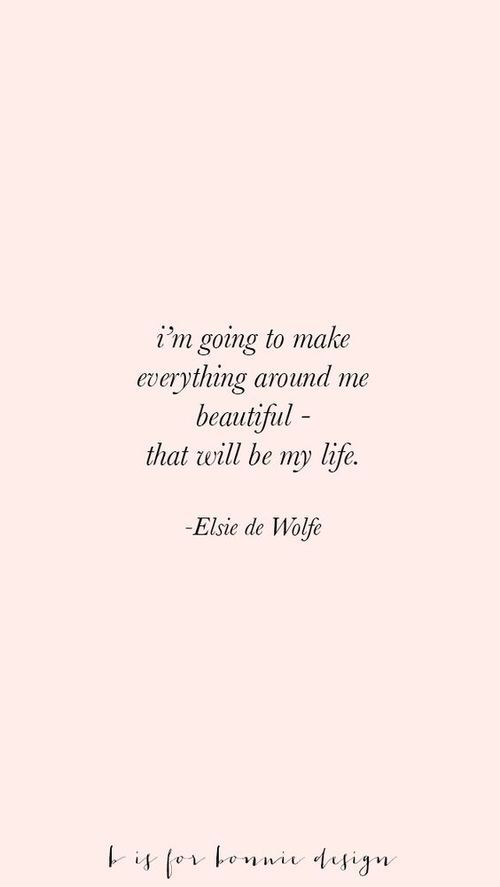 i’m going to make
everything around me
beautiful -
that will be my life.
-Elsie de Wolfe
b is for bonnie design